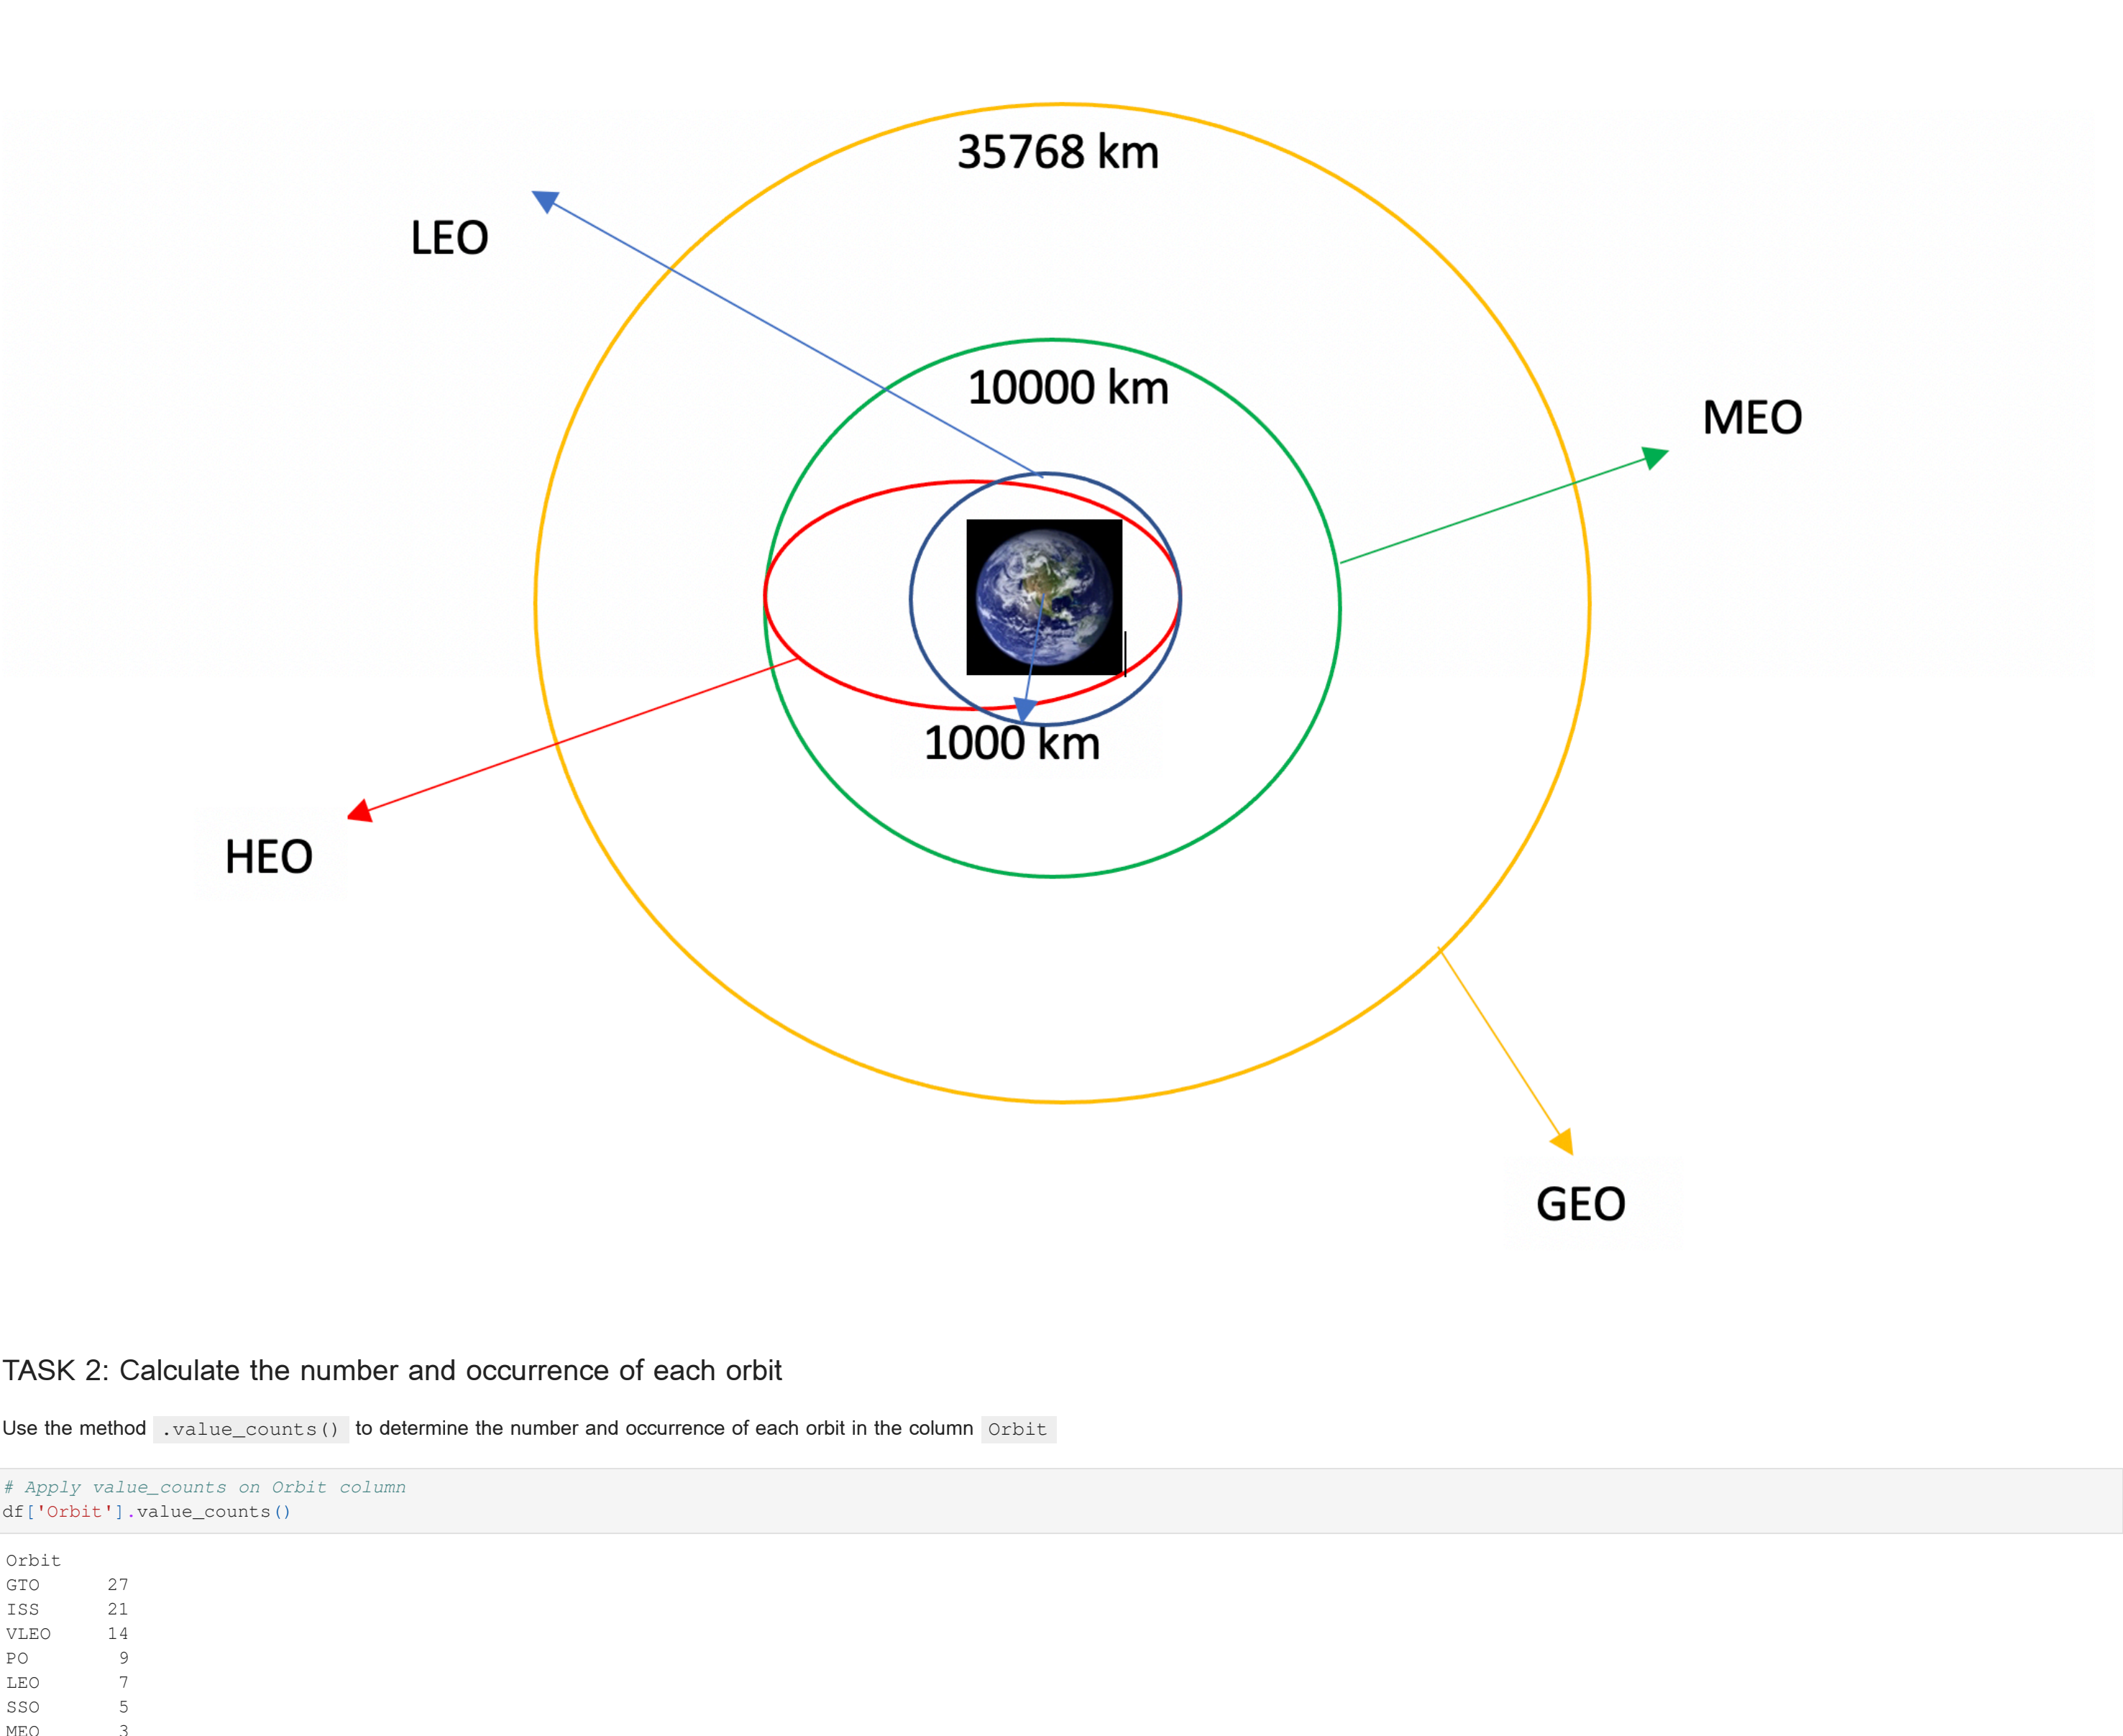 35768 km
LEO
10000 km
MEO
1000 km
HEO
GEO
TASK 2: Calculate the number and occurrence of each orbit
Use the method .value_counts() to determine the number and occurrence of each orbit in the column Orbit
# Apply value_counts on Orbit column
df['Orbit'].value_counts()
Orbit
GTO 27
ISS 21
VLEO 14
PO 9
LEO 7
SSO 5
MEO 3